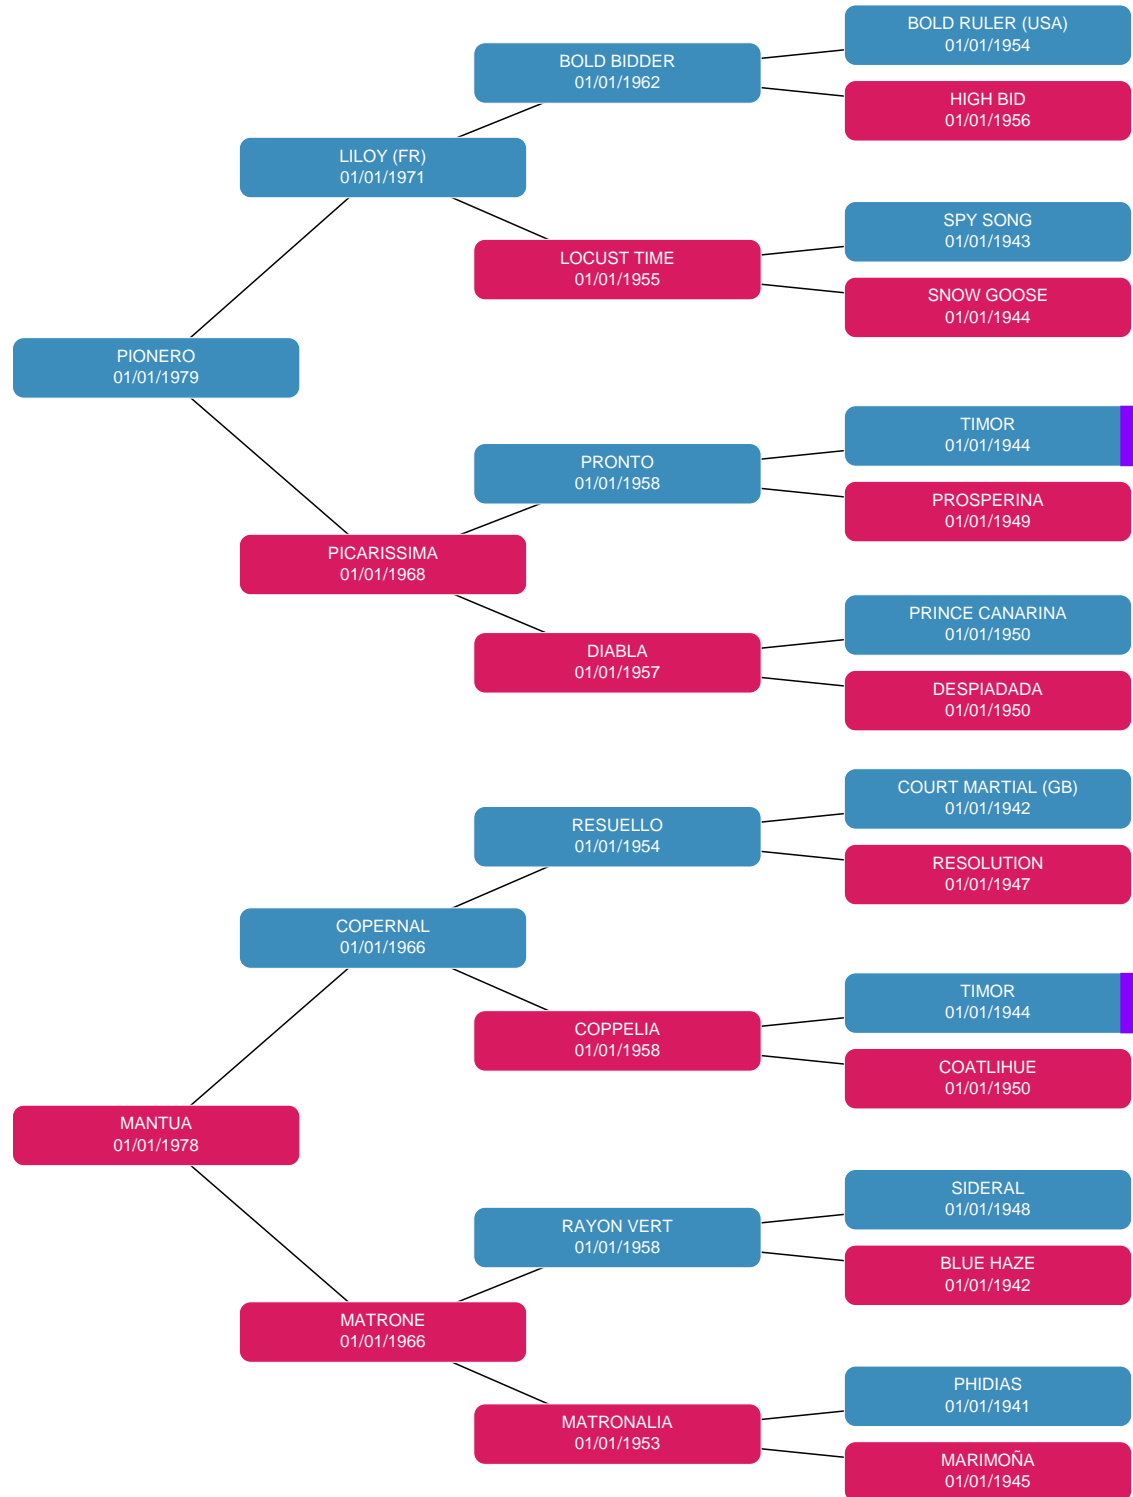 BOLD RULER (USA)
01/01/1954
BOLD BIDDER
01/01/1962
HIGH BID
01/01/1956
LILOY (FR)
01/01/1971
SPY SONG
01/01/1943
LOCUST TIME
01/01/1955
SNOW GOOSE
01/01/1944
PIONERO
01/01/1979
TIMOR
01/01/1944
PRONTO
01/01/1958
PROSPERINA
01/01/1949
PICARISSIMA
01/01/1968
PRINCE CANARINA
01/01/1950
DIABLA
01/01/1957
DESPIADADA
01/01/1950
COURT MARTIAL (GB)
01/01/1942
RESUELLO
01/01/1954
RESOLUTION
01/01/1947
COPERNAL
01/01/1966
TIMOR
01/01/1944
COPPELIA
01/01/1958
COATLIHUE
01/01/1950
MANTUA
01/01/1978
SIDERAL
01/01/1948
RAYON VERT
01/01/1958
BLUE HAZE
01/01/1942
MATRONE
01/01/1966
PHIDIAS
01/01/1941
MATRONALIA
01/01/1953
MARIMOÑA
01/01/1945